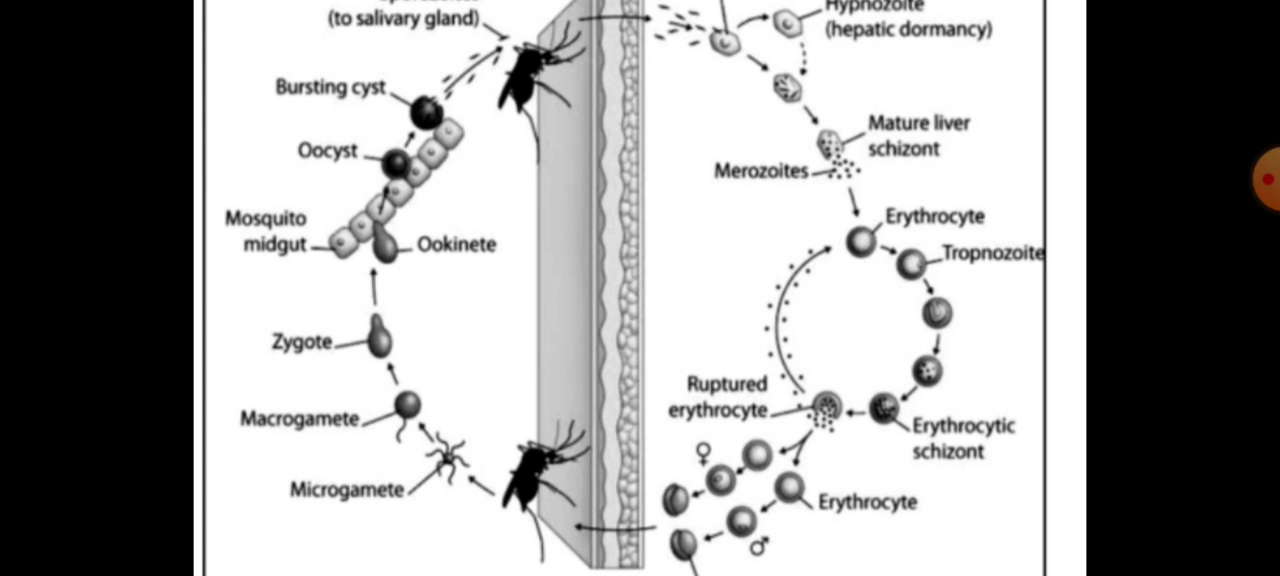 (to salivary gland)
Hypnozoite
(hepatic dormancy)
Bursting cyst
Oocyst
Mosquito
midgut
Ookinete
Zygote
Macrogamete
Microgamete
Mature liver
schizont
Merozoites
Erythrocyte
Tropnozoite
Ruptured
erythrocyte
Erythrocytic
schizont
♀
Erythrocyte
♂